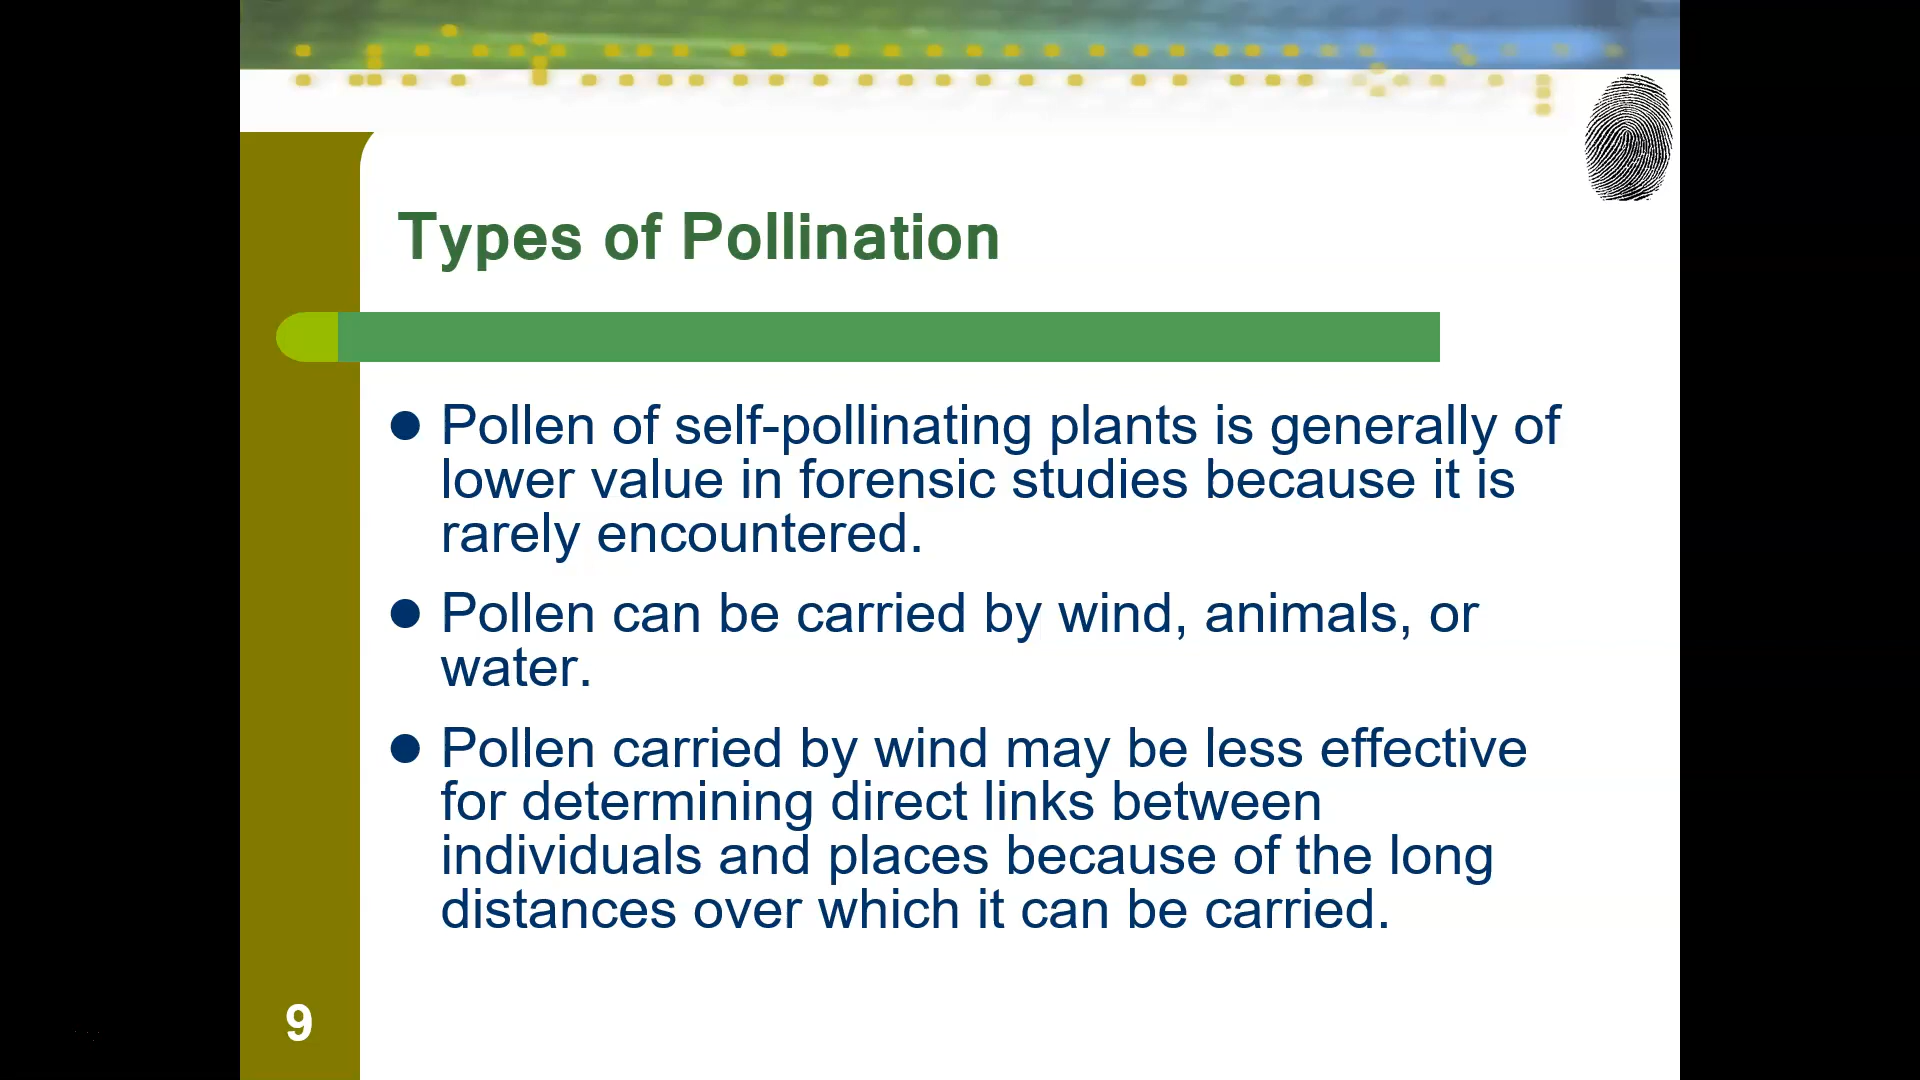 Types of Pollination
Pollen of self-pollinating plants is generally of
lower value in forensic studies because it is
rarely encountered.
Pollen can be carried by wind, animals, or
water.
Pollen carried by wind may be less effective
for determining direct links between
individuals and places because of the long
distances over which it can be carried.
9